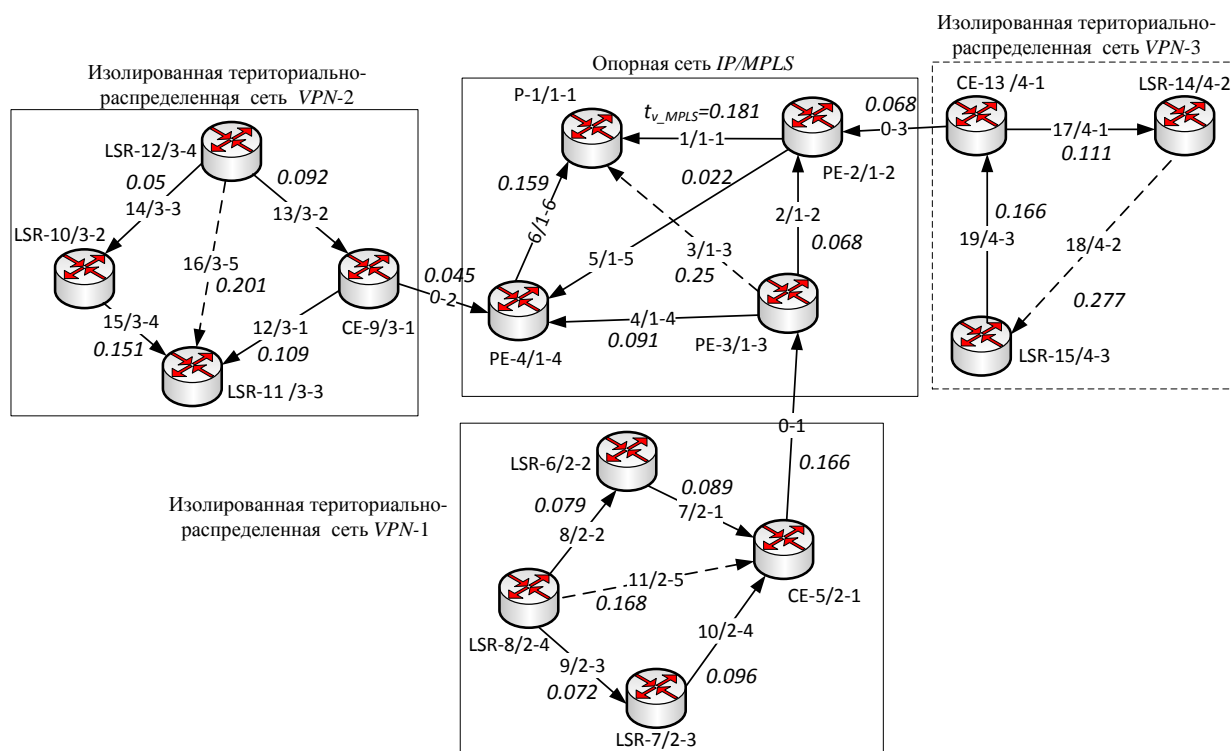 Изолированная териториально-
распределенная сеть VPN-2
LSR-12/3-4
0.05
0.092
14/3-3
13/3-2
LSR-10/3-2
16/3-5
0.201
15/3-4
0.151
12/3-1
0.109
CE-9/3-1
LSR-11 /3-3
0.045
0-2
Опорная сеть IP/MPLS
P-1/1-1
tv_MPLS=0.181
1/1-1
PE-2/1-2
0.068
0-3
0.159
6/1-6
0.022
2/1-2
0.068
5/1-5
3/1-3
0.25
4/1-4
0.091
PE-4/1-4
PE-3/1-3
Изолированная териториально-
распределенная сеть VPN-3
CE-13 /4-1
LSR-14/4-2
17/4-1
0.111
0.166
19/4-3
18/4-2
0.277
LSR-15/4-3
0-1
0.166
Изолированная териториально-
распределенная сеть VPN-1
LSR-6/2-2
0.079
0.089
7/2-1
8/2-2
11/2-5
0.168
CE-5/2-1
LSR-8/2-4
10/2-4
9/2-3
0.072
0.096
LSR-7/2-3